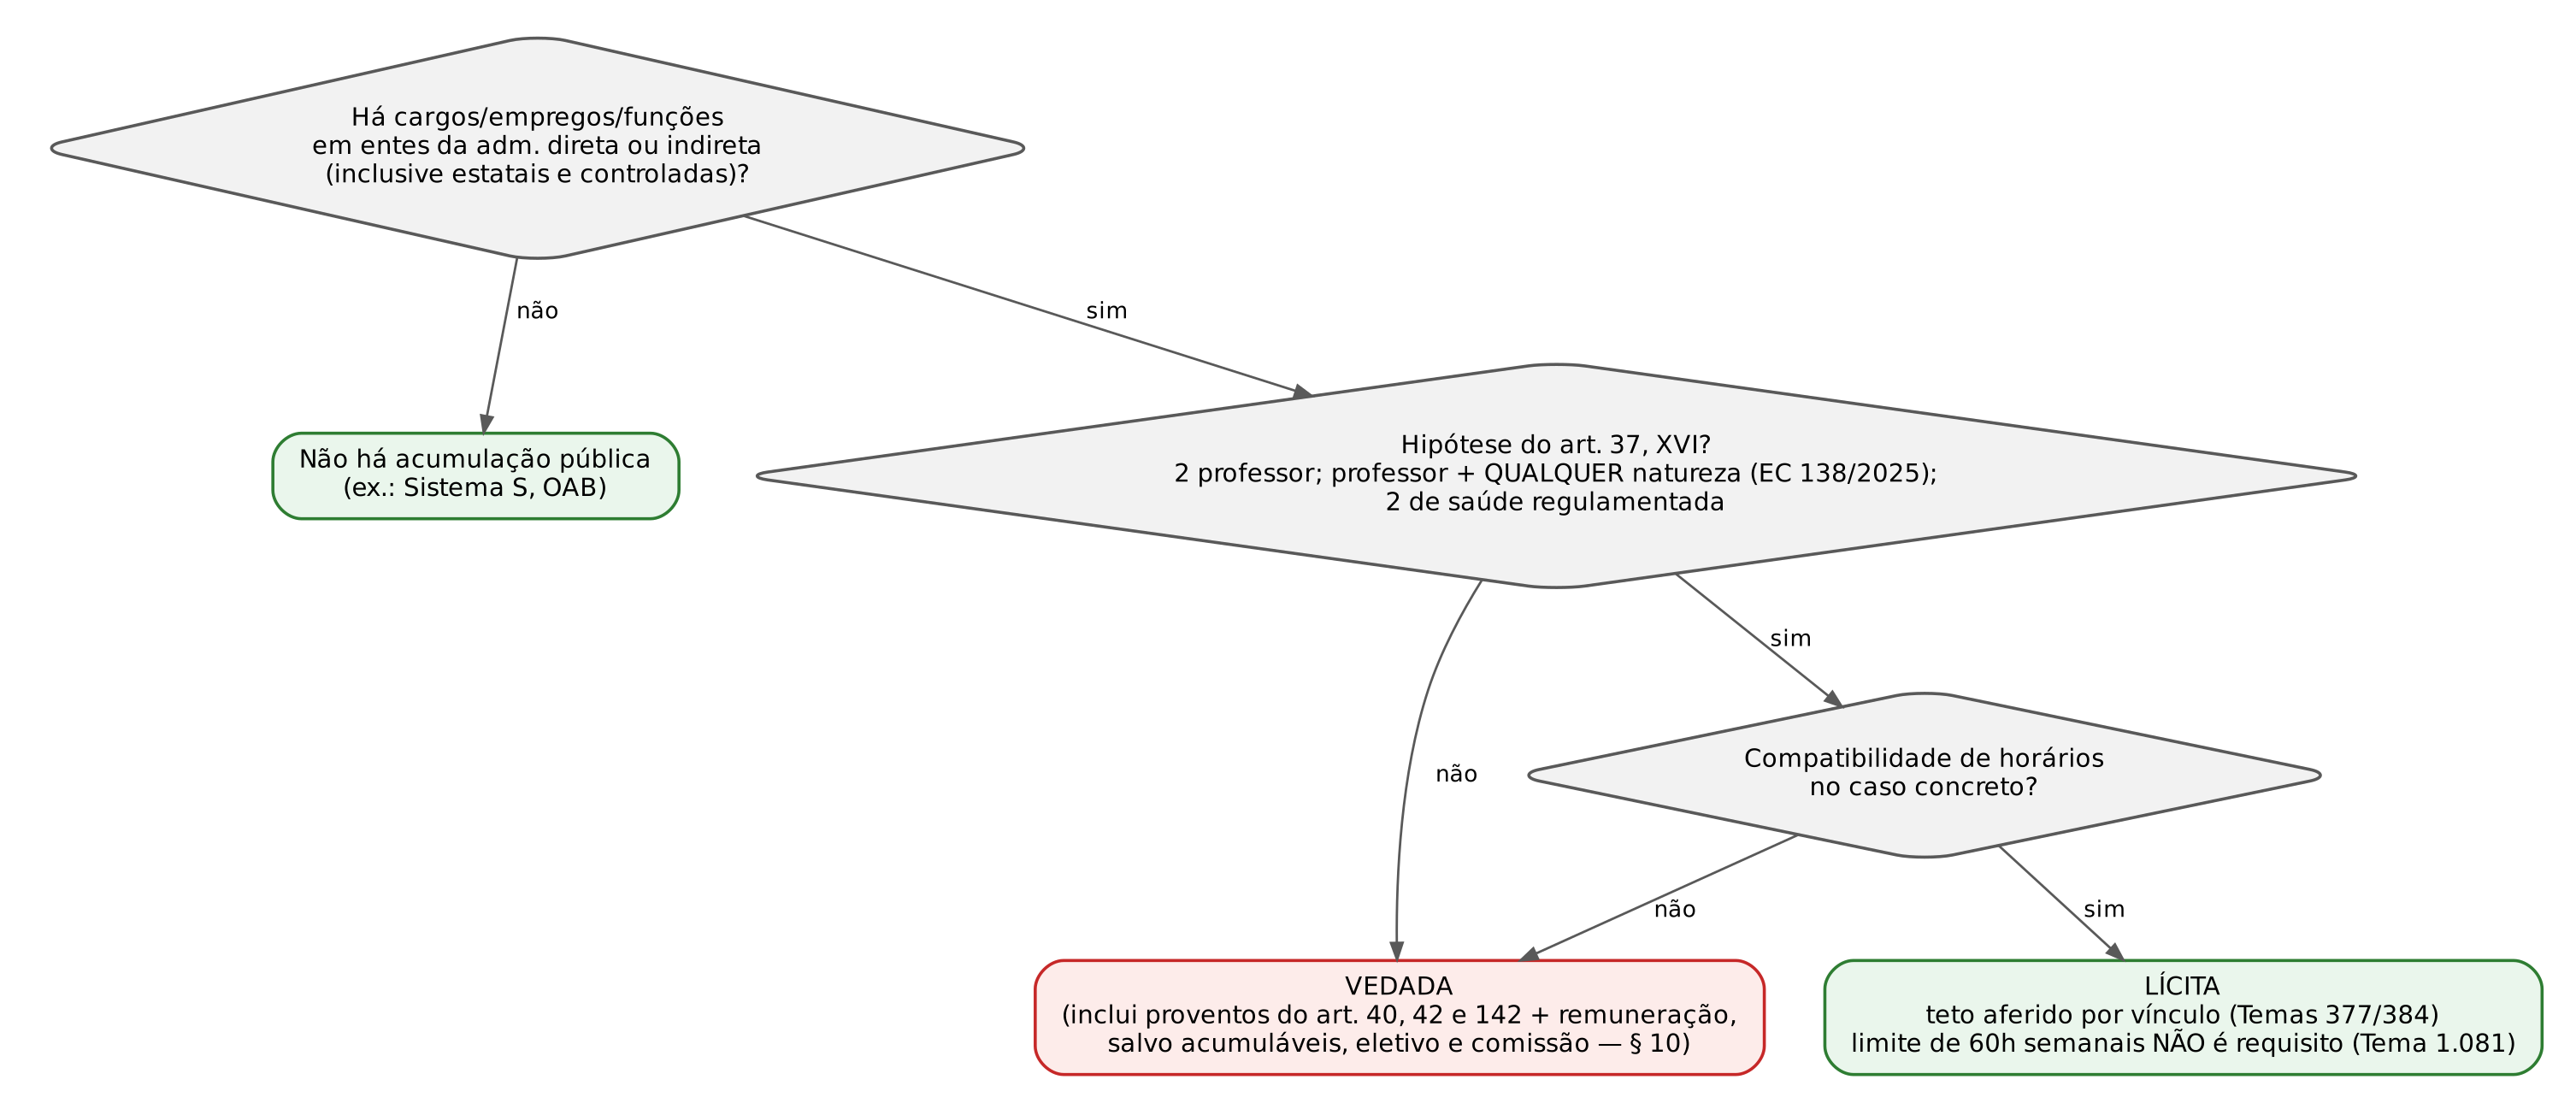 Há cargos/empregos/funções
em entes da adm. direta ou indireta
(inclusive estatais e controladas)?
não
sim
Não há acumulação pública
(ex.: Sistema S, OAB)
Hipótese do art. 37, XVI?
2 professor; professor + QUALQUER natureza (EC 138/2025);
2 de saúde regulamentada
sim
não
Compatibilidade de horários
no caso concreto?
não
sim
VEDADA
(inclui proventos do art. 40, 42 e 142 + remuneração,
salvo acumuláveis, eletivo e comissão — § 10)
LÍCITA
teto aferido por vínculo (Temas 377/384)
limite de 60h semanais NÃO é requisito (Tema 1.081)